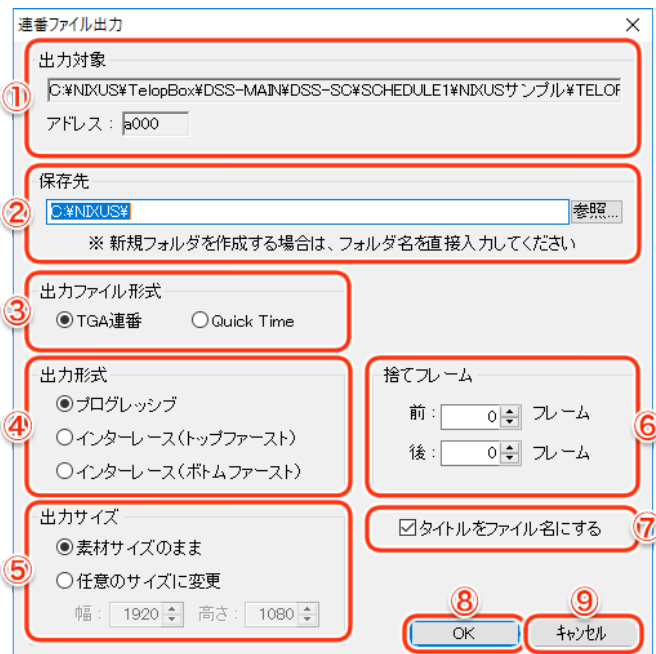 連番ファイル出力
出力対象
①
C:¥NIXUS¥TelopBox¥DSS-MAIN¥DSS-SC¥SCHEDULE1¥NIXUSサンプル¥TELOP
アドレス： a000
保存先
②
C:¥NIXUS¥ 参照...
※ 新規フォルダを作成する場合は、フォルダ名を直接入力してください
出力ファイル形式
③
TGA連番 Quick Time
出力形式
④
プログレッシブ
インターレース(トップファースト)
インターレース(ボトムファースト)
捨てフレーム
⑥
前： 0 フレーム
後： 0 フレーム
出力サイズ
⑤
素材サイズのまま
任意のサイズに変更
幅： 1920 高さ： 1080
タイトルをファイル名にする ⑦
⑧ ⑨
OK キャンセル